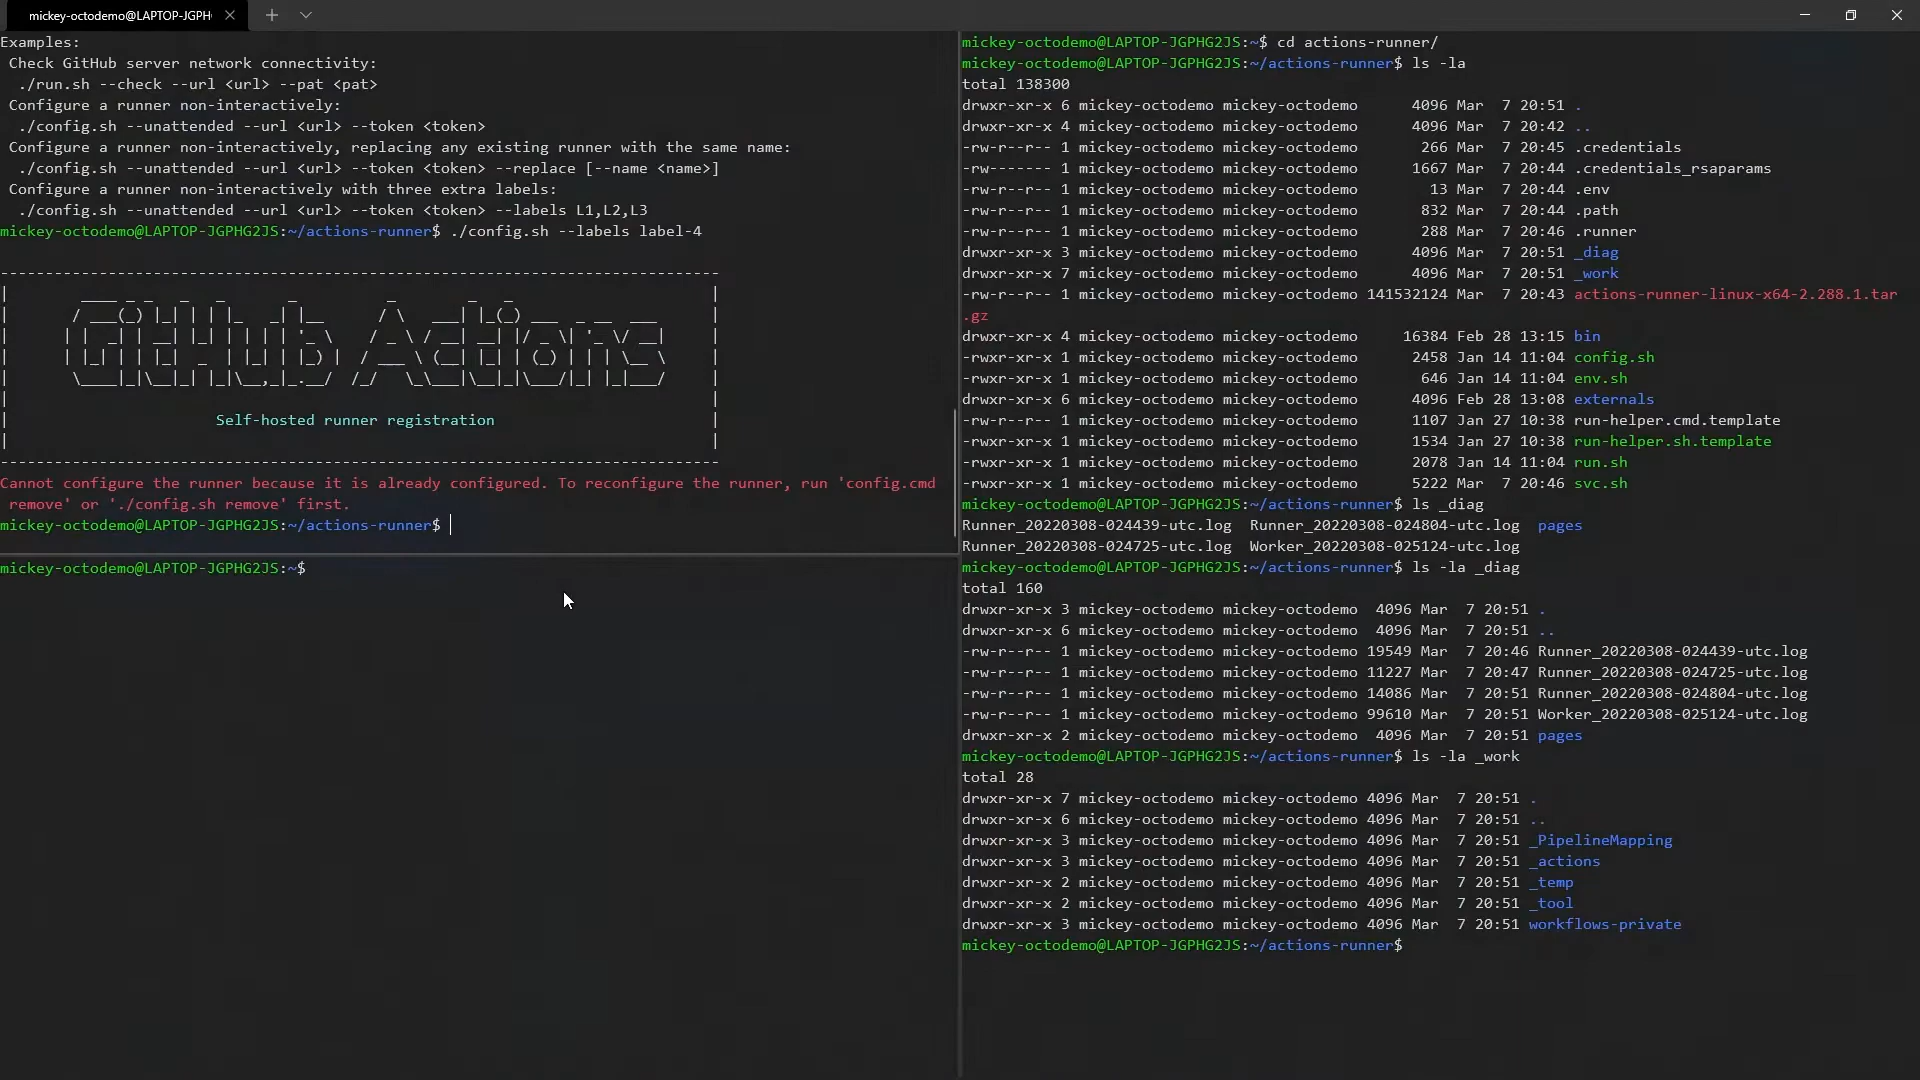 mickey-octodemo@LAPTOP-JGPH
Examples:
Check GitHub server network connectivity:
./run.sh --check --url <url> --pat <pat>
Configure a runner non-interactively:
./config.sh --unattended --url <url> --token <token>
Configure a runner non-interactively, replacing any existing runner with the same name:
./config.sh --unattended --url <url> --token <token> --replace [--name <name>]
Configure a runner non-interactively with three extra labels:
./config.sh --unattended --url <url> --token <token> --labels L1,L2,L3
mickey-octodemo@LAPTOP-JGPHG2JS:~/actions-runner$ ./config.sh --labels label-4
GitHub Actions
Self-hosted runner registration
Cannot configure the runner because it is already configured. To reconfigure the runner, run 'config.cmd
remove' or './config.sh remove' first.
mickey-octodemo@LAPTOP-JGPHG2JS:~/actions-runner$
mickey-octodemo@LAPTOP-JGPHG2JS:~$
mickey-octodemo@LAPTOP-JGPHG2JS:~$ cd actions-runner/
mickey-octodemo@LAPTOP-JGPHG2JS:~/actions-runner$ ls -la
total 138300
drwxr-xr-x 6 mickey-octodemo mickey-octodemo 4096 Mar 7 20:51 .
drwxr-xr-x 4 mickey-octodemo mickey-octodemo 4096 Mar 7 20:42 ..
-rw-r--r-- 1 mickey-octodemo mickey-octodemo 266 Mar 7 20:45 .credentials
-rw------- 1 mickey-octodemo mickey-octodemo 1667 Mar 7 20:44 .credentials_rsaparams
-rw-r--r-- 1 mickey-octodemo mickey-octodemo 13 Mar 7 20:44 .env
-rw-r--r-- 1 mickey-octodemo mickey-octodemo 832 Mar 7 20:44 .path
-rw-r--r-- 1 mickey-octodemo mickey-octodemo 288 Mar 7 20:46 .runner
drwxr-xr-x 3 mickey-octodemo mickey-octodemo 4096 Mar 7 20:51 _diag
drwxr-xr-x 7 mickey-octodemo mickey-octodemo 4096 Mar 7 20:51 _work
-rw-r--r-- 1 mickey-octodemo mickey-octodemo 141532124 Mar 7 20:43 actions-runner-linux-x64-2.288.1.tar
.gz
drwxr-xr-x 4 mickey-octodemo mickey-octodemo 16384 Feb 28 13:15 bin
-rwxr-xr-x 1 mickey-octodemo mickey-octodemo 2458 Jan 14 11:04 config.sh
-rwxr-xr-x 1 mickey-octodemo mickey-octodemo 646 Jan 14 11:04 env.sh
drwxr-xr-x 6 mickey-octodemo mickey-octodemo 4096 Feb 28 13:08 externals
-rw-r--r-- 1 mickey-octodemo mickey-octodemo 1107 Jan 27 10:38 run-helper.cmd.template
-rwxr-xr-x 1 mickey-octodemo mickey-octodemo 1534 Jan 27 10:38 run-helper.sh.template
-rwxr-xr-x 1 mickey-octodemo mickey-octodemo 2078 Jan 14 11:04 run.sh
-rwxr-xr-x 1 mickey-octodemo mickey-octodemo 5222 Mar 7 20:46 svc.sh
mickey-octodemo@LAPTOP-JGPHG2JS:~/actions-runner$ ls _diag
Runner_20220308-024439-utc.log Runner_20220308-024804-utc.log pages
Runner_20220308-024725-utc.log Worker_20220308-025124-utc.log
mickey-octodemo@LAPTOP-JGPHG2JS:~/actions-runner$ ls -la _diag
total 160
drwxr-xr-x 3 mickey-octodemo mickey-octodemo 4096 Mar 7 20:51 .
drwxr-xr-x 6 mickey-octodemo mickey-octodemo 4096 Mar 7 20:51 ..
-rw-r--r-- 1 mickey-octodemo mickey-octodemo 19549 Mar 7 20:46 Runner_20220308-024439-utc.log
-rw-r--r-- 1 mickey-octodemo mickey-octodemo 11227 Mar 7 20:47 Runner_20220308-024725-utc.log
-rw-r--r-- 1 mickey-octodemo mickey-octodemo 14086 Mar 7 20:51 Runner_20220308-024804-utc.log
-rw-r--r-- 1 mickey-octodemo mickey-octodemo 99610 Mar 7 20:51 Worker_20220308-025124-utc.log
drwxr-xr-x 2 mickey-octodemo mickey-octodemo 4096 Mar 7 20:51 pages
mickey-octodemo@LAPTOP-JGPHG2JS:~/actions-runner$ ls -la _work
total 28
drwxr-xr-x 7 mickey-octodemo mickey-octodemo 4096 Mar 7 20:51 .
drwxr-xr-x 6 mickey-octodemo mickey-octodemo 4096 Mar 7 20:51 ..
drwxr-xr-x 3 mickey-octodemo mickey-octodemo 4096 Mar 7 20:51 _PipelineMapping
drwxr-xr-x 3 mickey-octodemo mickey-octodemo 4096 Mar 7 20:51 _actions
drwxr-xr-x 2 mickey-octodemo mickey-octodemo 4096 Mar 7 20:51 _temp
drwxr-xr-x 2 mickey-octodemo mickey-octodemo 4096 Mar 7 20:51 _tool
drwxr-xr-x 3 mickey-octodemo mickey-octodemo 4096 Mar 7 20:51 workflows-private
mickey-octodemo@LAPTOP-JGPHG2JS:~/actions-runner$